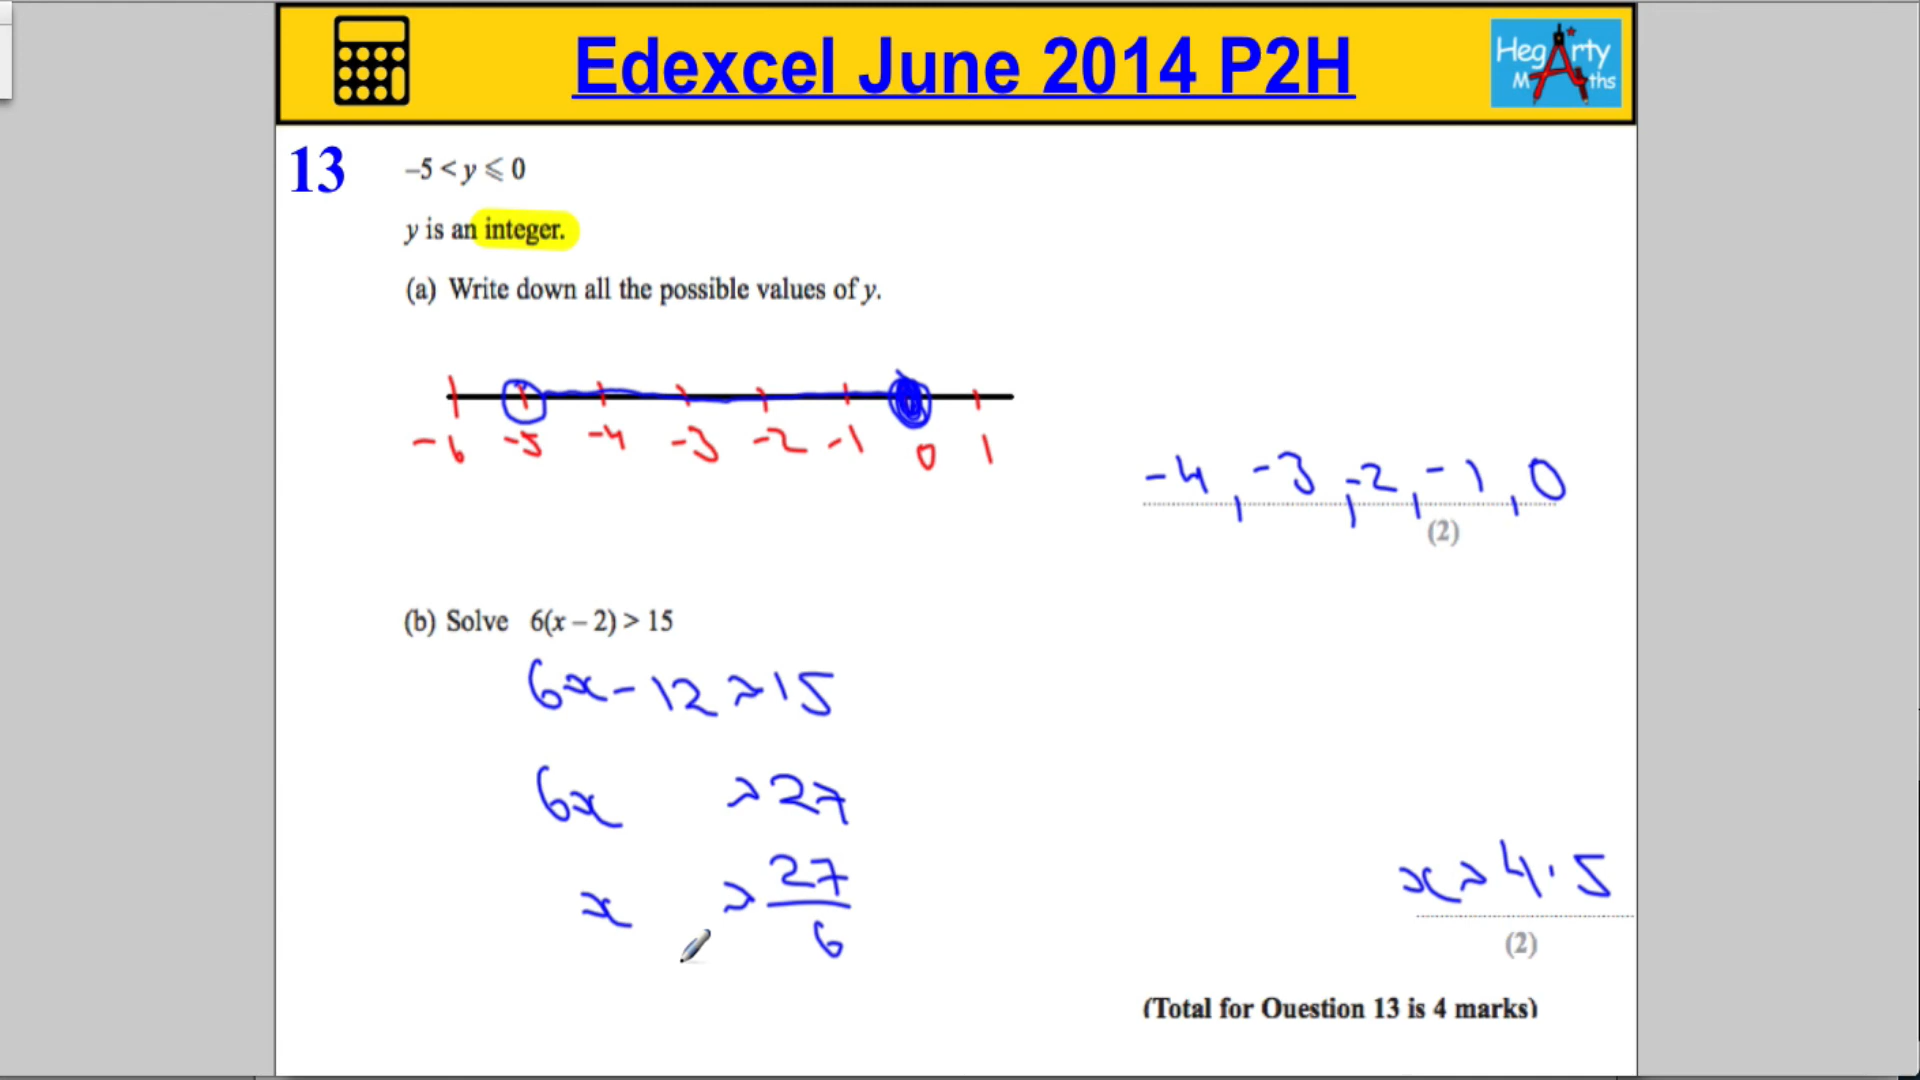 Edexcel June 2014 P2H
HegArty
Maths
13
–5 < y ⩽ 0
y is an integer.
(a) Write down all the possible values of y.
-6 -5 -4 -3 -2 -1 0 1
-4, -3, -2, -1, 0
(2)
(b) Solve 6(x – 2) > 15
6x - 12 > 15
6x > 27
x > 27/6
x > 4.5
(2)
(Total for Question 13 is 4 marks)